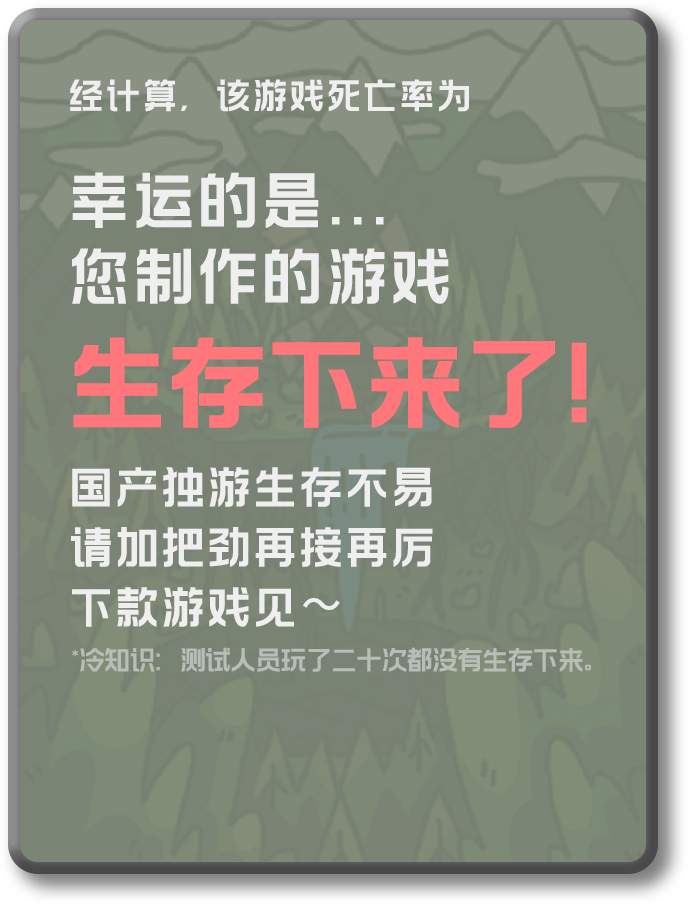 经计算，该游戏死亡率为
幸运的是...
您制作的游戏
生存下来了!
国产独游生存不易
请加把劲再接再厉
下款游戏见～
*冷知识：测试人员玩了二十次都没有生存下来。